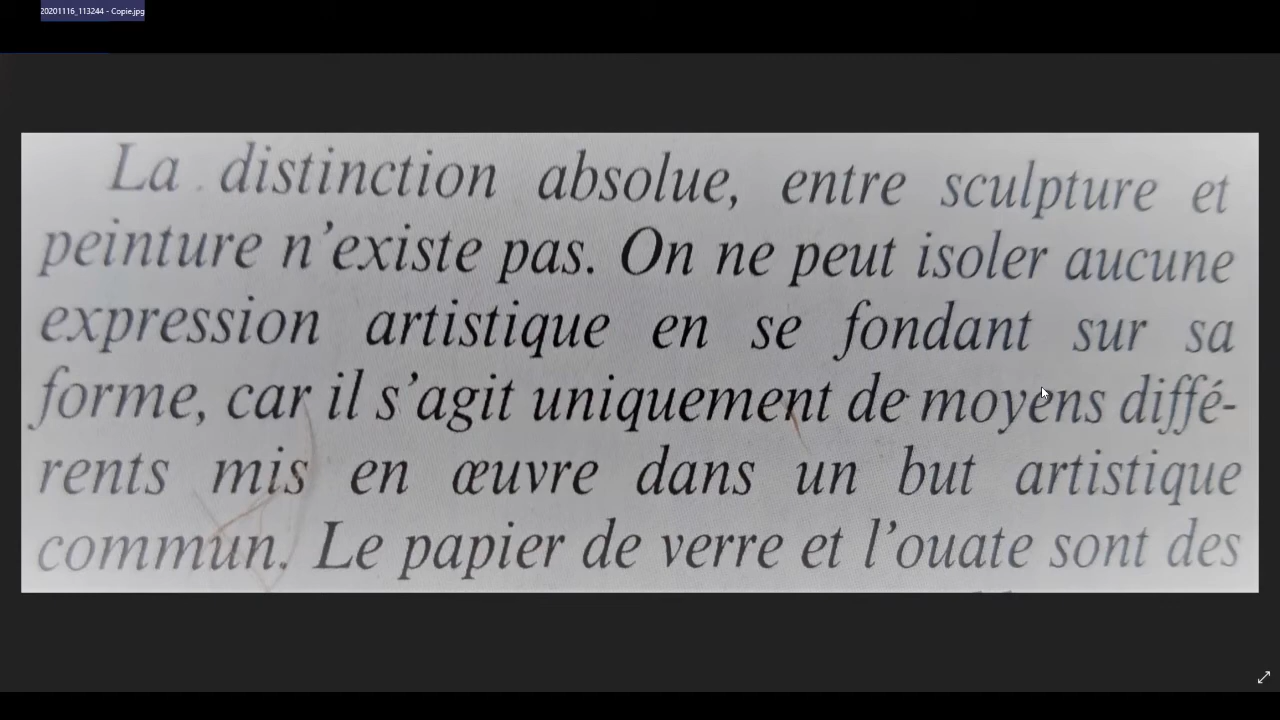 20201116_113244 - Copie.jpg
La distinction absolue, entre sculpture et
peinture n'existe pas. On ne peut isoler aucune
expression artistique en se fondant sur sa
forme, car il s'agit uniquement de moyens diffé-
rents mis en œuvre dans un but artistique
commun. Le papier de verre et l'ouate sont des